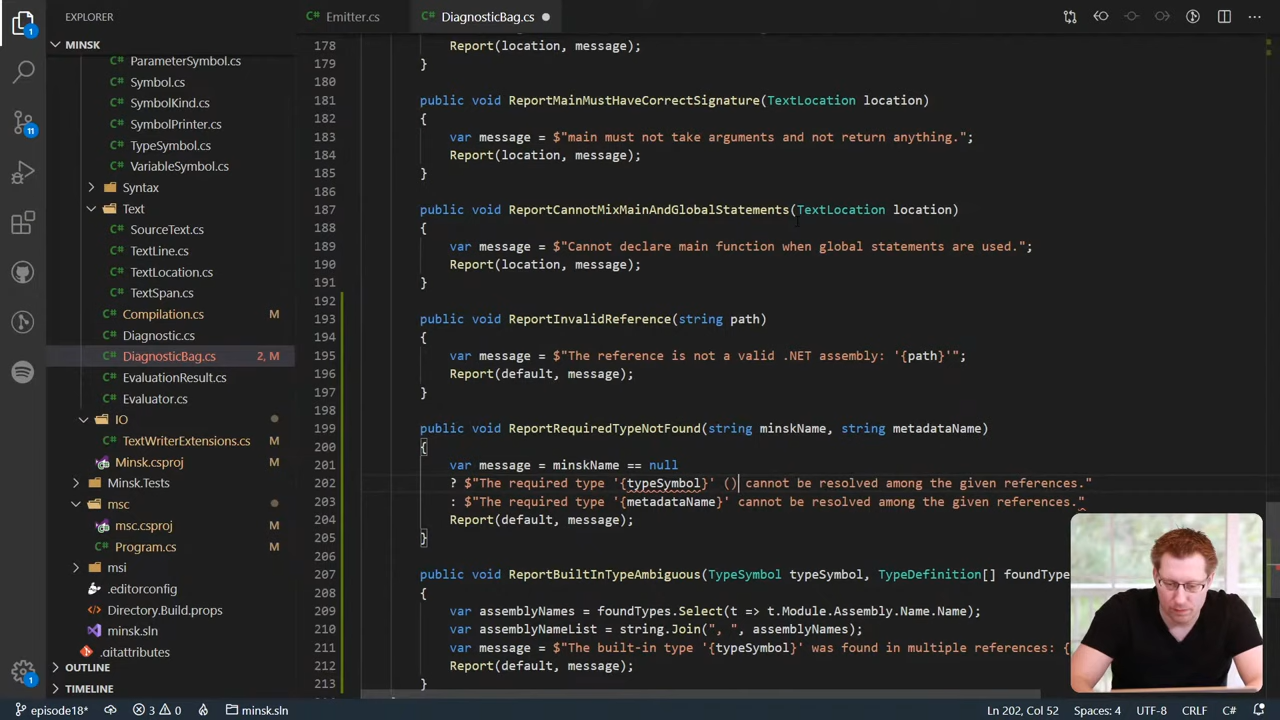 EXPLORER
Emitter.cs
DiagnosticBag.cs
MINSK
ParameterSymbol.cs
Symbol.cs
SymbolKind.cs
SymbolPrinter.cs
TypeSymbol.cs
VariableSymbol.cs
Syntax
Text
SourceText.cs
TextLine.cs
TextLocation.cs
TextSpan.cs
Compilation.cs M
Diagnostic.cs
DiagnosticBag.cs 2, M
EvaluationResult.cs
Evaluator.cs
IO
TextWriterExtensions.cs M
Minsk.csproj M
Minsk.Tests
msc
msc.csproj M
Program.cs M
msi
.editorconfig
Directory.Build.props
minsk.sln
.gitattributes
OUTLINE
TIMELINE
1
11
1
178 Report(location, message);
179 }
180
181 public void ReportMainMustHaveCorrectSignature(TextLocation location)
182 {
183 var message = $"main must not take arguments and not return anything.";
184 Report(location, message);
185 }
186
187 public void ReportCannotMixMainAndGlobalStatements(TextLocation location)
188 {
189 var message = $"Cannot declare main function when global statements are used.";
190 Report(location, message);
191 }
192
193 public void ReportInvalidReference(string path)
194 {
195 var message = $"The reference is not a valid .NET assembly: '{path}'";
196 Report(default, message);
197 }
198
199 public void ReportRequiredTypeNotFound(string minskName, string metadataName)
200 {
201 var message = minskName == null
202 ? $"The required type '{typeSymbol}' () cannot be resolved among the given references."
203 : $"The required type '{metadataName}' cannot be resolved among the given references."
204 Report(default, message);
205 }
206
207 public void ReportBuiltInTypeAmbiguous(TypeSymbol typeSymbol, TypeDefinition[] foundType
208 {
209 var assemblyNames = foundTypes.Select(t => t.Module.Assembly.Name.Name);
210 var assemblyNameList = string.Join(", ", assemblyNames);
211 var message = $"The built-in type '{typeSymbol}' was found in multiple references: {
212 Report(default, message);
213 }
episode18* 3 0 minsk.sln Ln 202, Col 52 Spaces: 4 UTF-8 CRLF C#